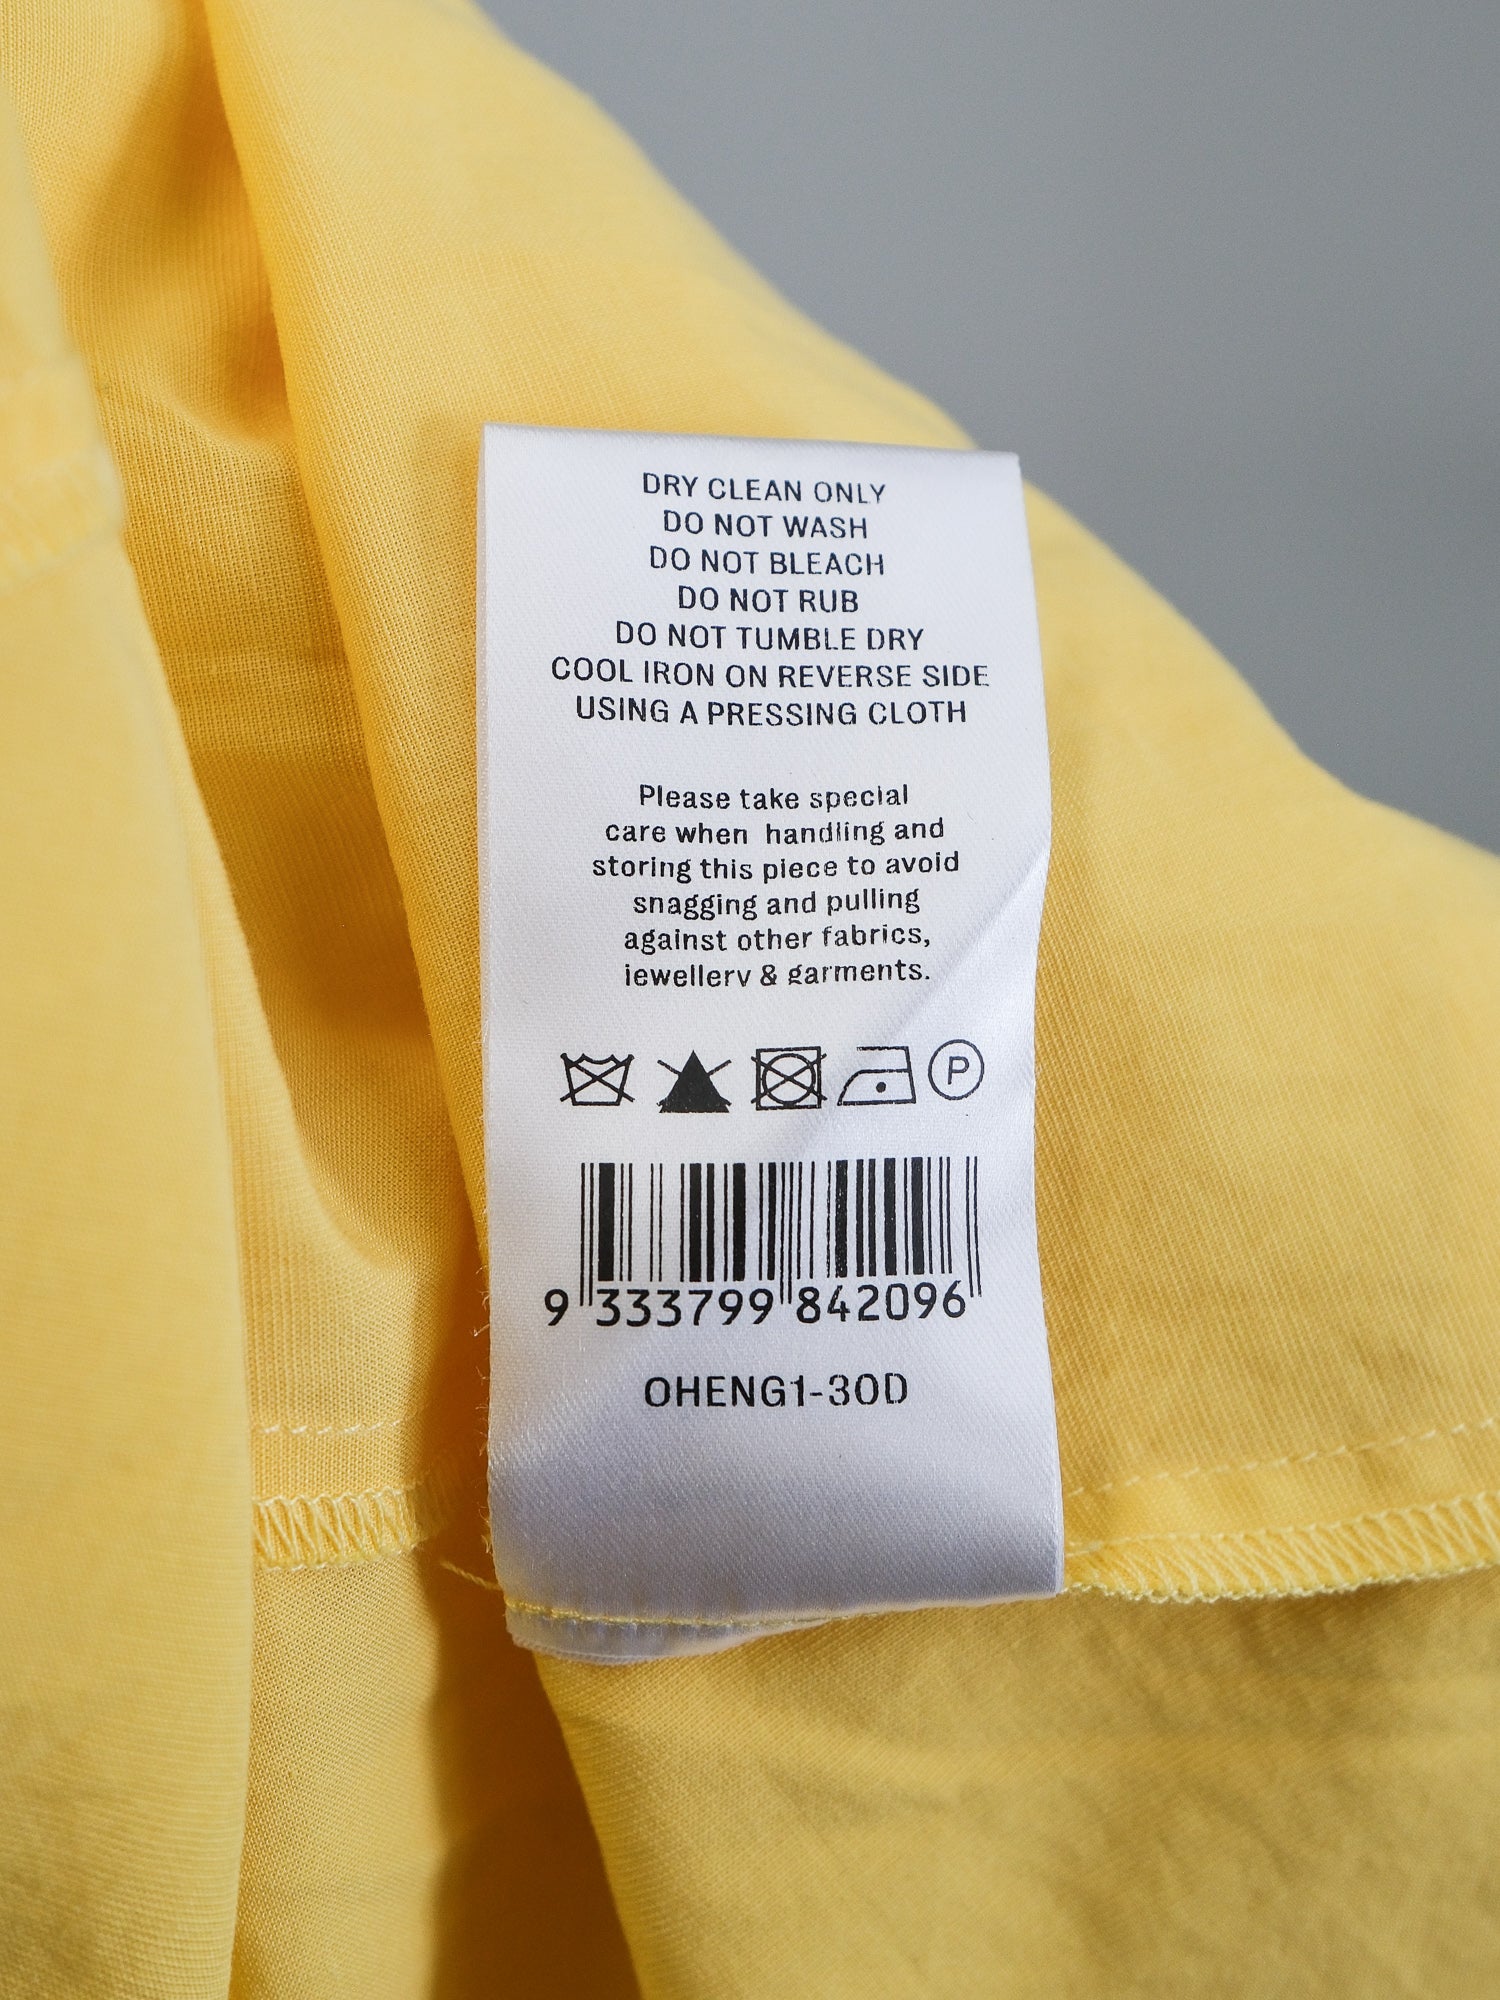 DRY CLEAN ONLY
DO NOT WASH
DO NOT BLEACH
DO NOT RUB
DO NOT TUMBLE DRY
COOL IRON ON REVERSE SIDE
USING A PRESSING CLOTH
Please take special
care when handling and
storing this piece to avoid
snagging and pulling
against other fabrics,
jewellery & garments.
P
9 333799 842096
OHENG1-30D